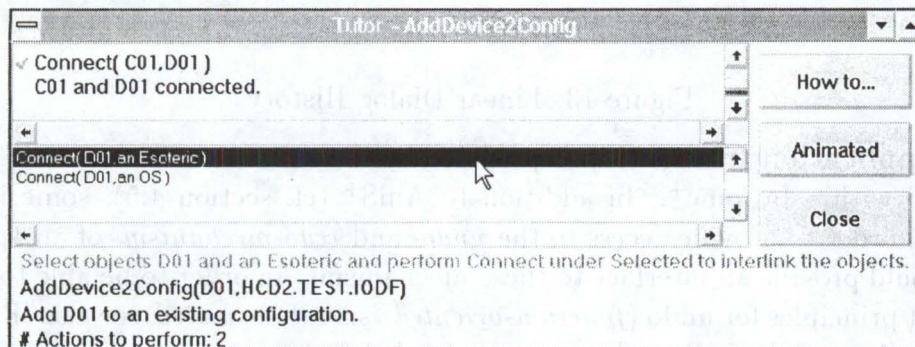 Tutor - AddDevice2Config
✓ Connect( C01,D01 )
C01 and D01 connected.
How to...
Connect( D01,an Esoteric )
Connect( D01,an OS )
Animated
Close
Select objects D01 and an Esoteric and perform Connect under Selected to interlink the objects.
AddDevice2Config(D01,HCD2.TEST.IODF)
Add D01 to an existing configuration.
# Actions to perform: 2